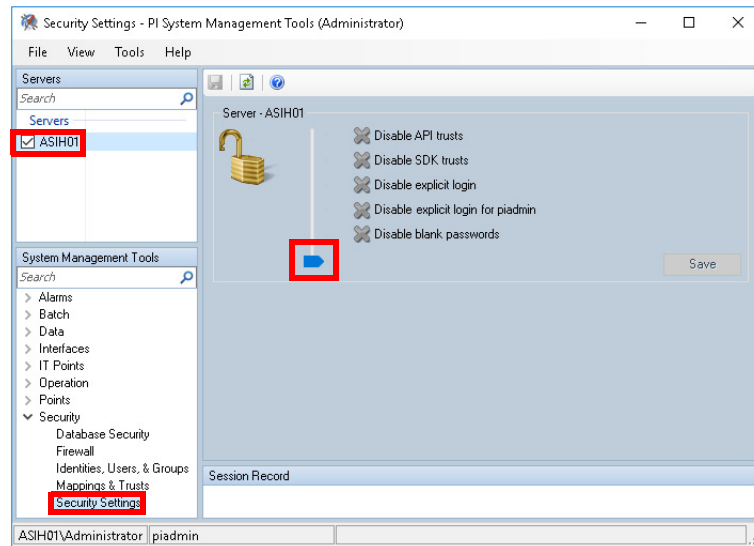 Security Settings - PI System Management Tools (Administrator)
File View Tools Help
Servers
Search
Servers
ASIH01
System Management Tools
Search
Alarms
Batch
Data
Interfaces
IT Points
Operation
Points
Security
Database Security
Firewall
Identities, Users, & Groups
Mappings & Trusts
Security Settings
Server - ASIH01
Disable API trusts
Disable SDK trusts
Disable explicit login
Disable explicit login for piadmin
Disable blank passwords
Save
Session Record
ASIH01\Administrator piadmin